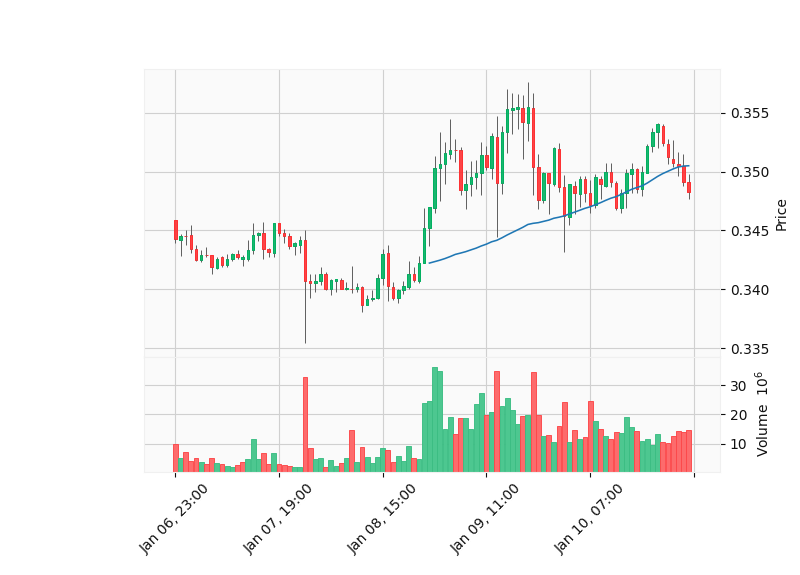 0.355
0.350
0.345
0.340
0.335
Price
30
20
10
Volume 10^6
Jan 06, 23:00
Jan 07, 19:00
Jan 08, 15:00
Jan 09, 11:00
Jan 10, 07:00